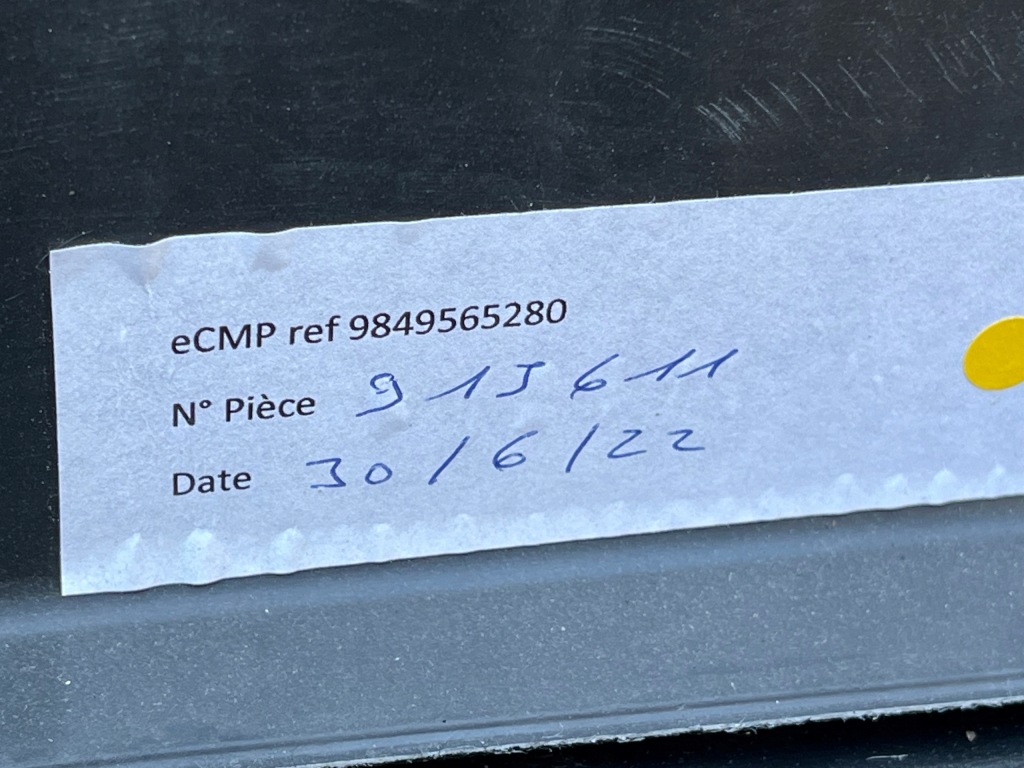 eCMP ref 9849565280
N° Pièce 915611
Date 30/6/22